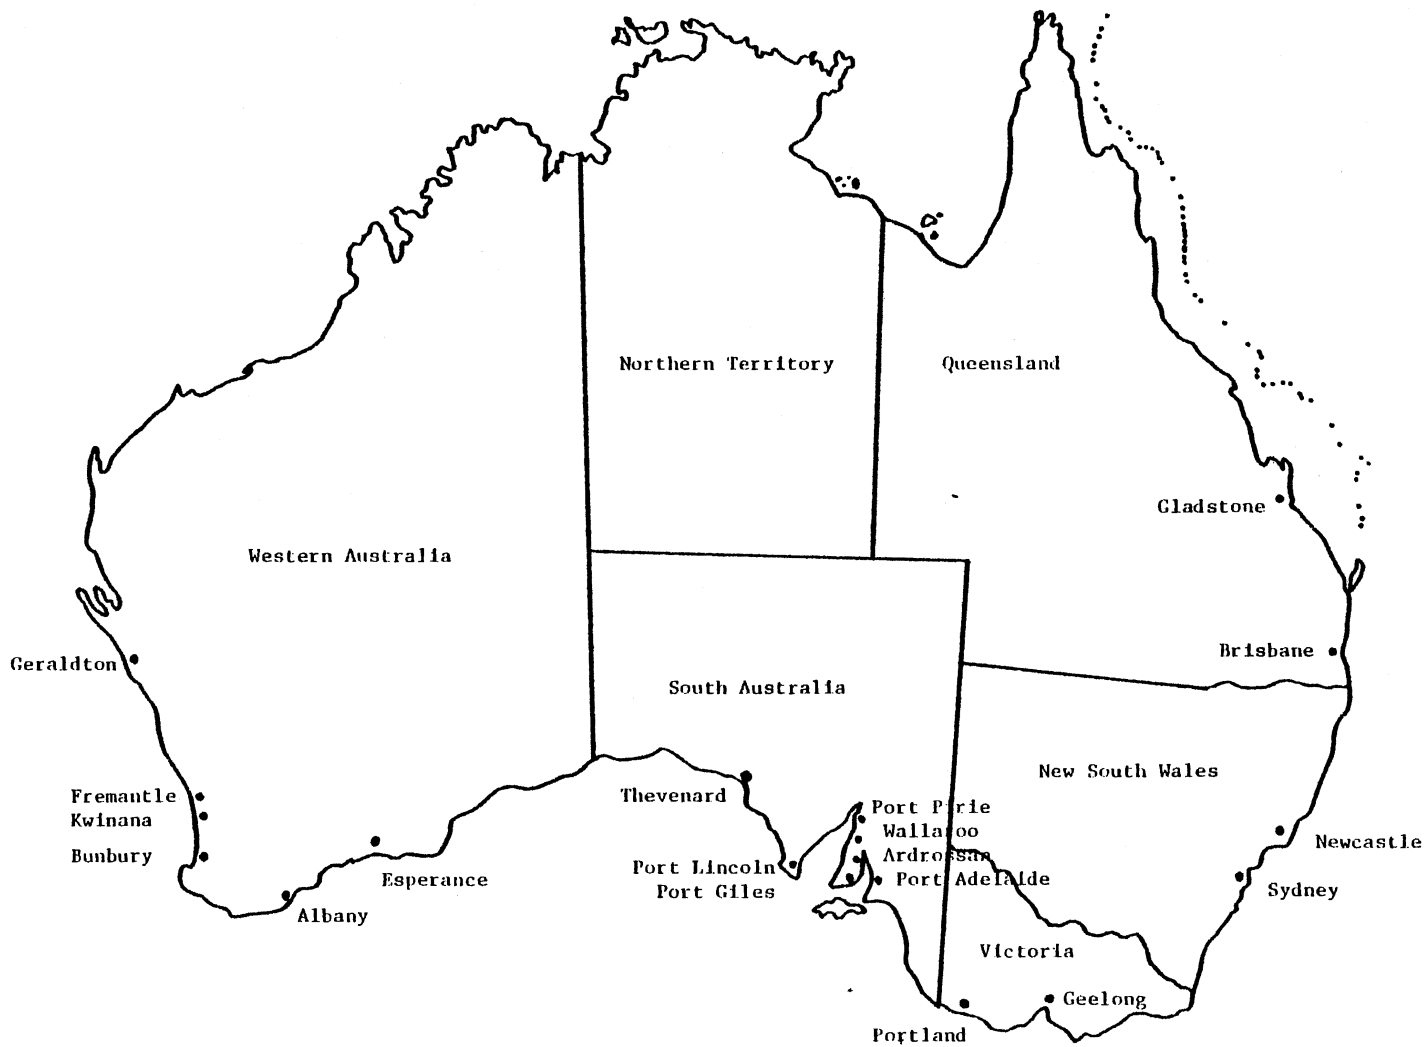 Northern Territory
Queensland
Gladstone
Western Australia
Brisbane
Geraldton
South Australia
New South Wales
Thevenard
Fremantle
Port Pirie
Kwinana
Wallaroo
Newcastle
Bunbury
Ardrossan
Port Lincoln
Esperance
Port Adelaide
Port Giles
Sydney
Albany
Victoria
Geelong
Portland